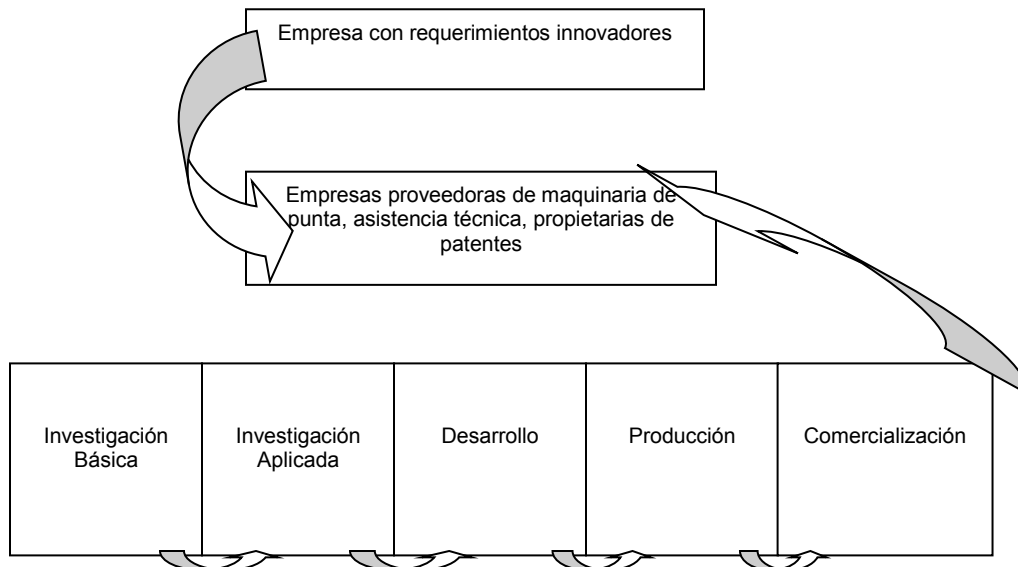 Empresa con requerimientos innovadores
Empresas proveedoras de maquinaria de
punta, asistencia técnica, propietarias de
patentes
Investigación
Básica
Investigación
Aplicada
Desarrollo
Producción
Comercialización